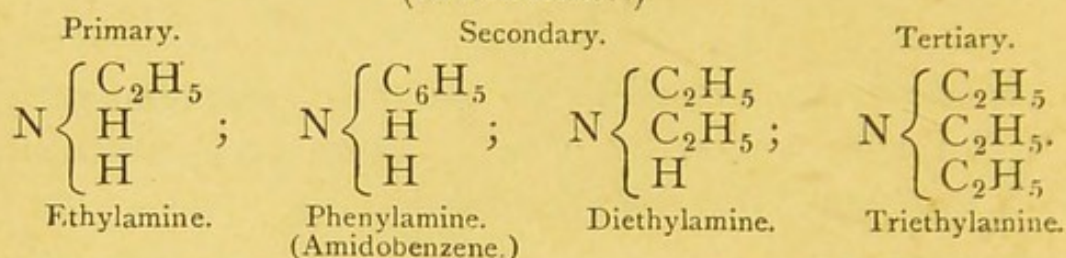 Primary. Secondary. Tertiary.
N { C₂H₅ H H ; N { C₆H₅ H H ; N { C₂H₅ C₂H₅ H ; N { C₂H₅ C₂H₅ C₂H₅.
Ethylamine. Phenylamine. Diethylamine. Triethylamine.
(Amidobenzene.)